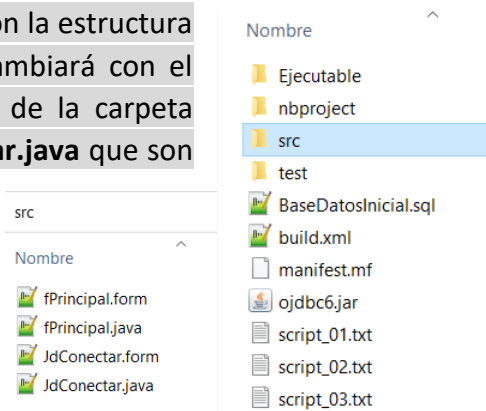 on la estructura
mbiará con el
de la carpeta
ar.java que son
src
Nombre
fPrincipal.form
fPrincipal.java
JdConectar.form
JdConectar.java
Nombre
Ejecutable
nbproject
src
test
BaseDatosInicial.sql
build.xml
manifest.mf
ojdbc6.jar
script_01.txt
script_02.txt
script_03.txt